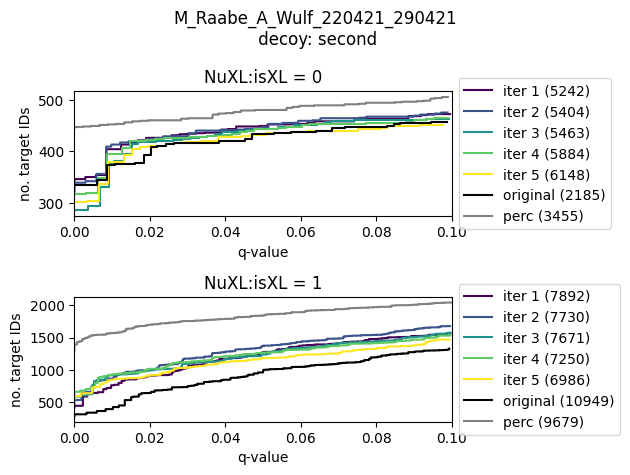 M_Raabe_A_Wulf_220421_290421
decoy: second
NuXL:isXL = 0
no. target IDs
500
400
300
0.00 0.02 0.04 0.06 0.08 0.10
q-value
iter 1 (5242)
iter 2 (5404)
iter 3 (5463)
iter 4 (5884)
iter 5 (6148)
original (2185)
perc (3455)
NuXL:isXL = 1
no. target IDs
2000
1500
1000
500
0.00 0.02 0.04 0.06 0.08 0.10
q-value
iter 1 (7892)
iter 2 (7730)
iter 3 (7671)
iter 4 (7250)
iter 5 (6986)
original (10949)
perc (9679)